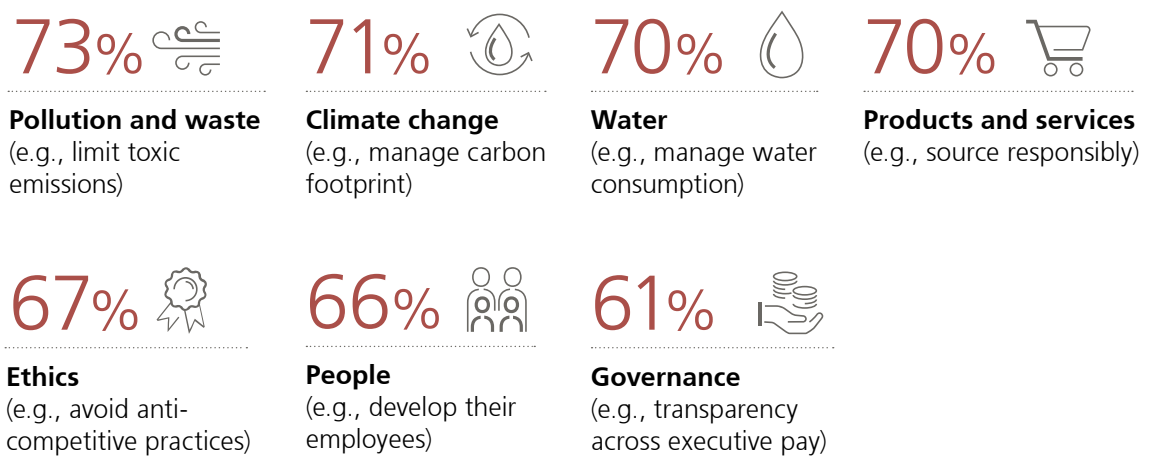 73%
71%
70%
70%
Pollution and waste
(e.g., limit toxic
emissions)
Climate change
(e.g., manage carbon
footprint)
Water
(e.g., manage water
consumption)
Products and services
(e.g., source responsibly)
67%
66%
61%
Ethics
(e.g., avoid anti-
competitive practices)
People
(e.g., develop their
employees)
Governance
(e.g., transparency
across executive pay)